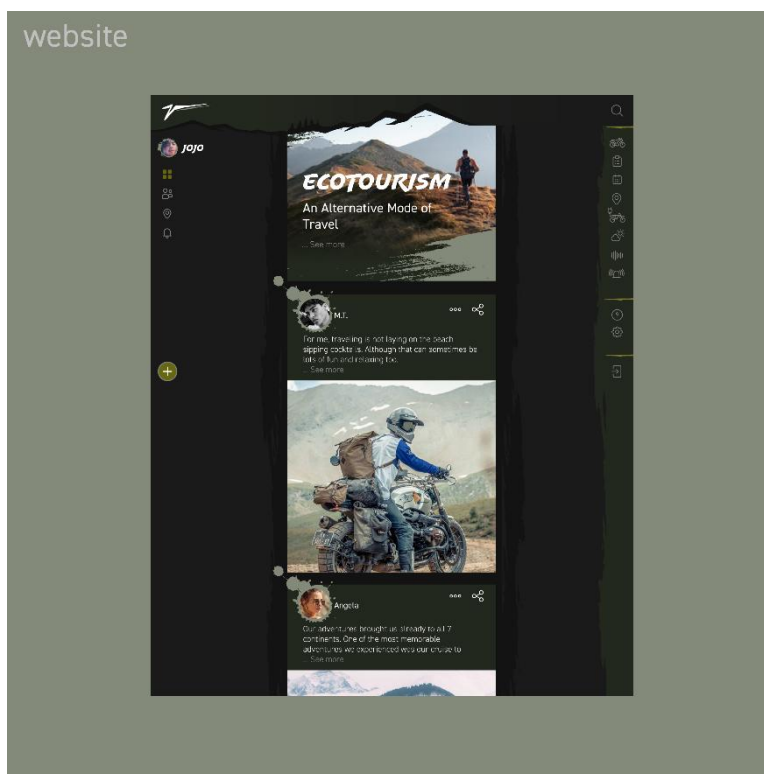 website
JOJO
ECOTOURISM
An Alternative Mode of
Travel
... See more
M.T.
For me, traveling is not laying on the beach
sipping cocktails. Although that can sometimes be
lots of fun and relaxing too.
... See more
Angela
Our adventures brought us already to all 7
continents. One of the most memorable
adventures we experienced was our cruise to
... See more